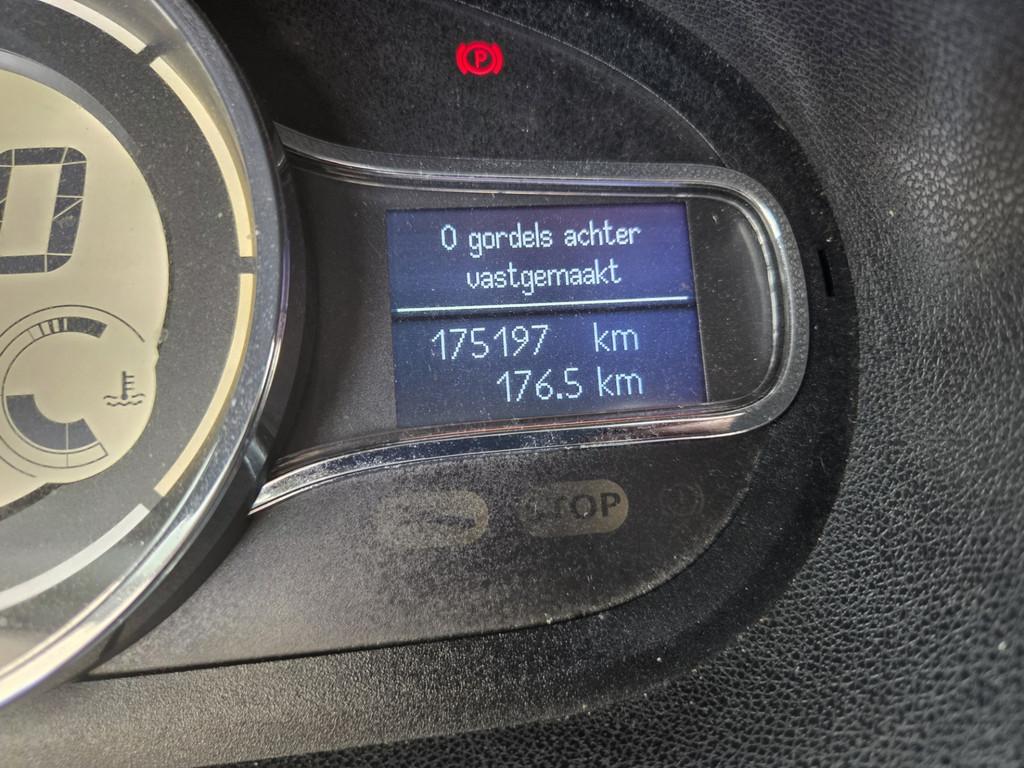 P
0 gordels achter
vastgemaakt
175197 km
176.5 km
STOP